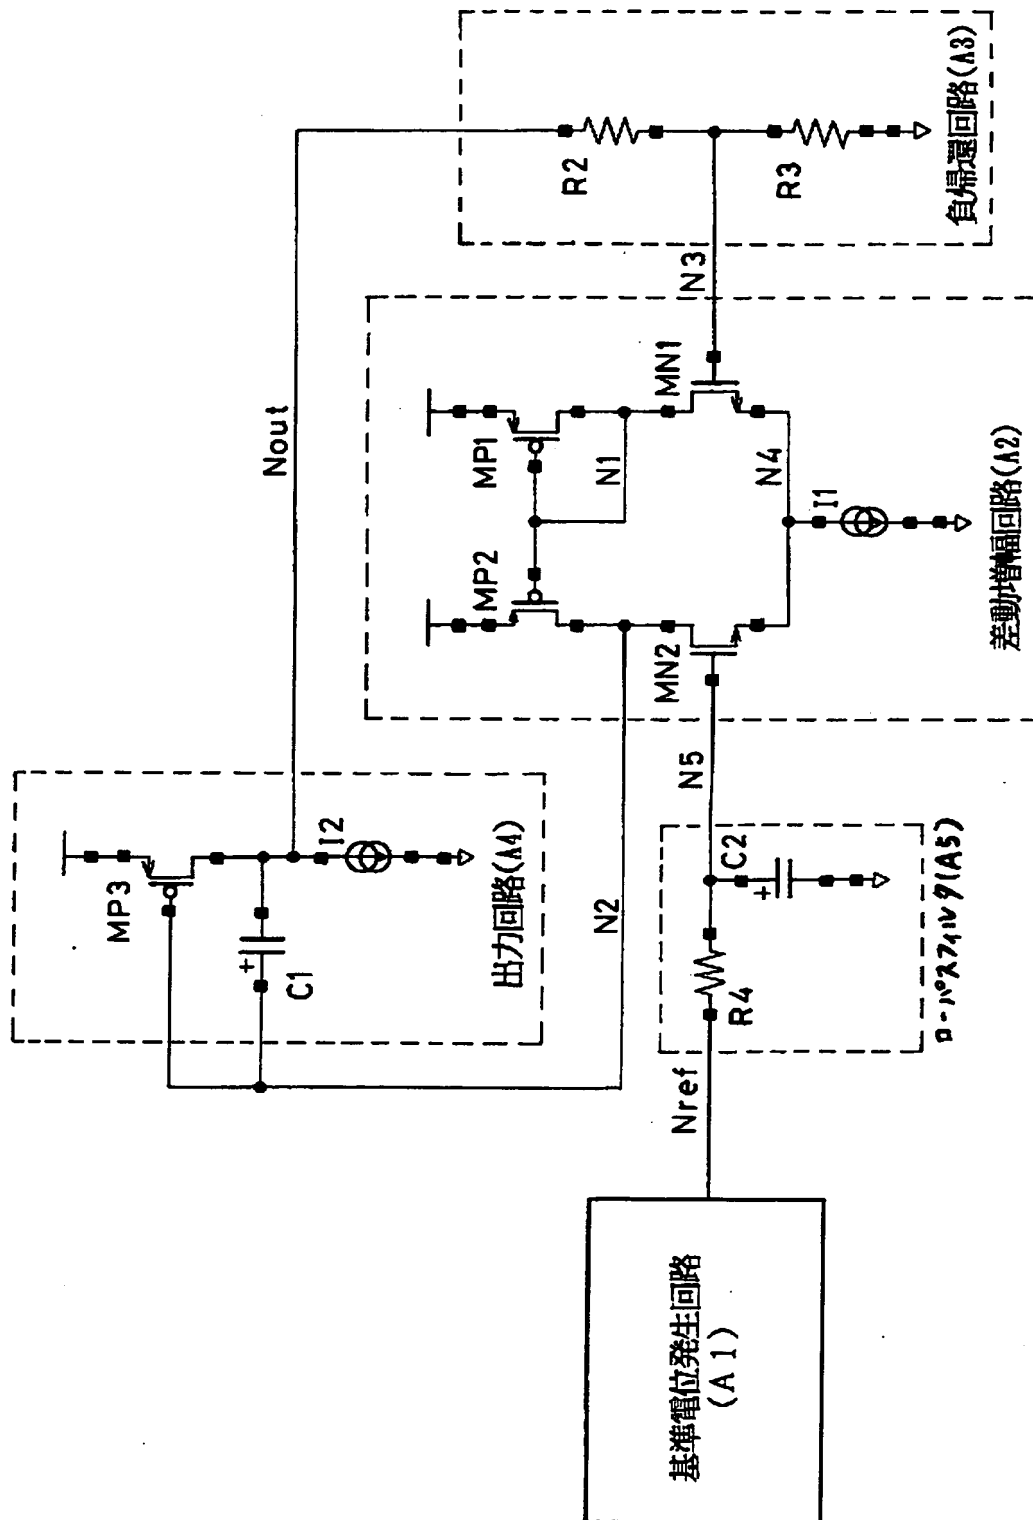 基準電位発生回路
(A1)
Nref
R4
C2
+
ローパスフィルタ(A5)
N5
N2
MP3
C1
+
I2
出力回路(A4)
Nout
MP2
MP1
N1
MN2
MN1
N4
I1
差動増幅回路(A2)
N3
R2
R3
負帰還回路(A3)